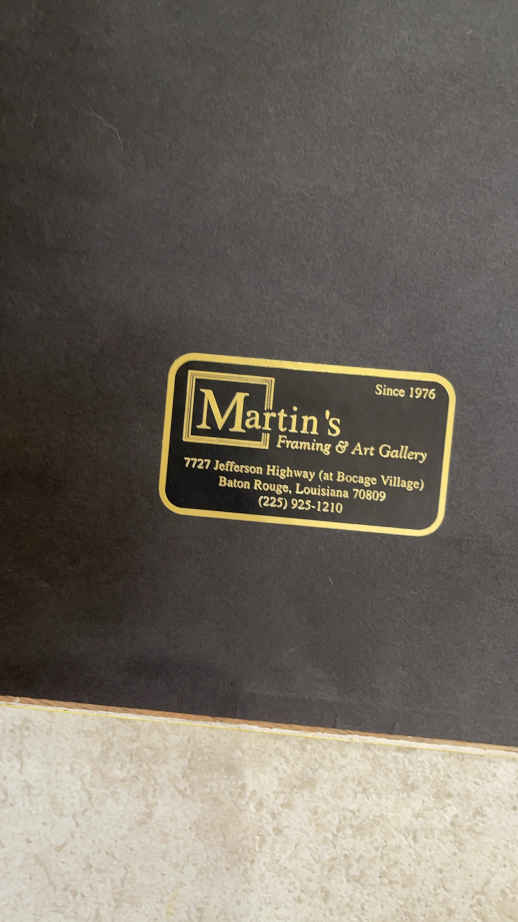 Since 1976
Martin's
Framing & Art Gallery
7727 Jefferson Highway (at Bocage Village)
Baton Rouge, Louisiana 70809
(225) 925-1210